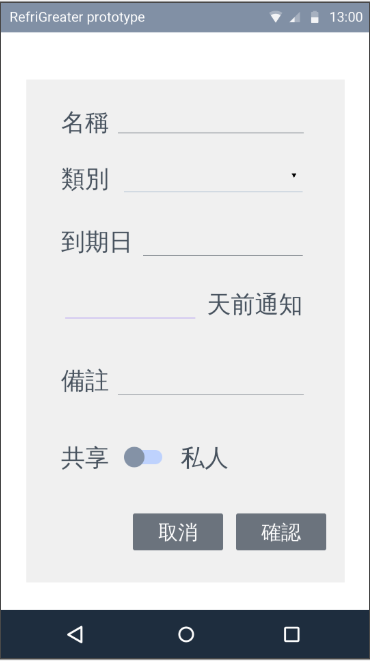 RefriGreater prototype 13:00
名稱
類別
到期日
天前通知
備註
共享 私人
取消 確認